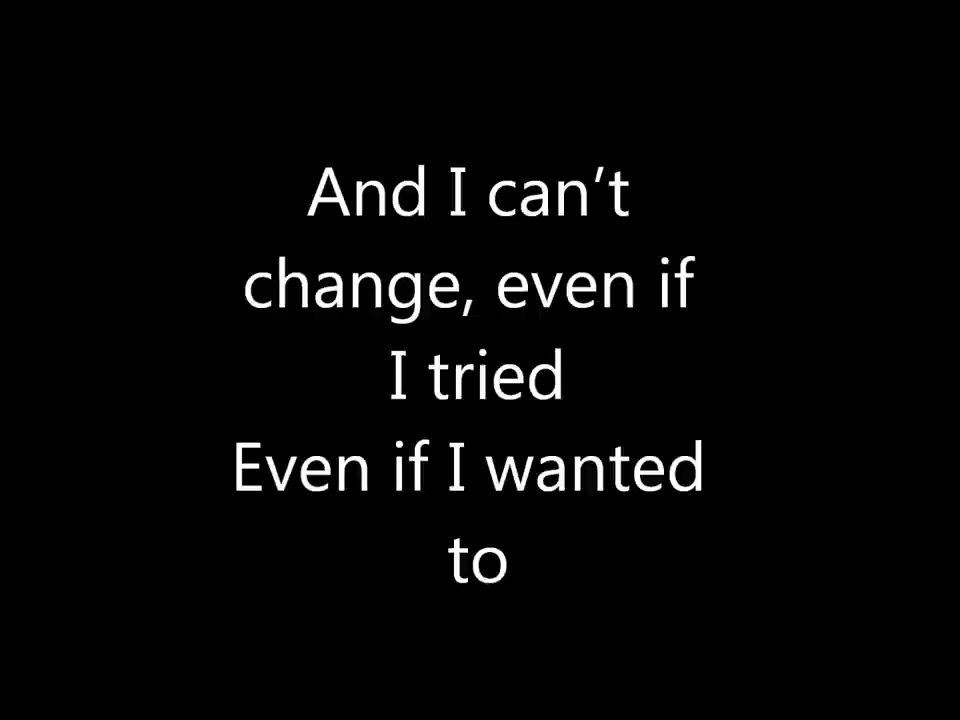 And I can’t
change, even if
I tried
Even if I wanted
to